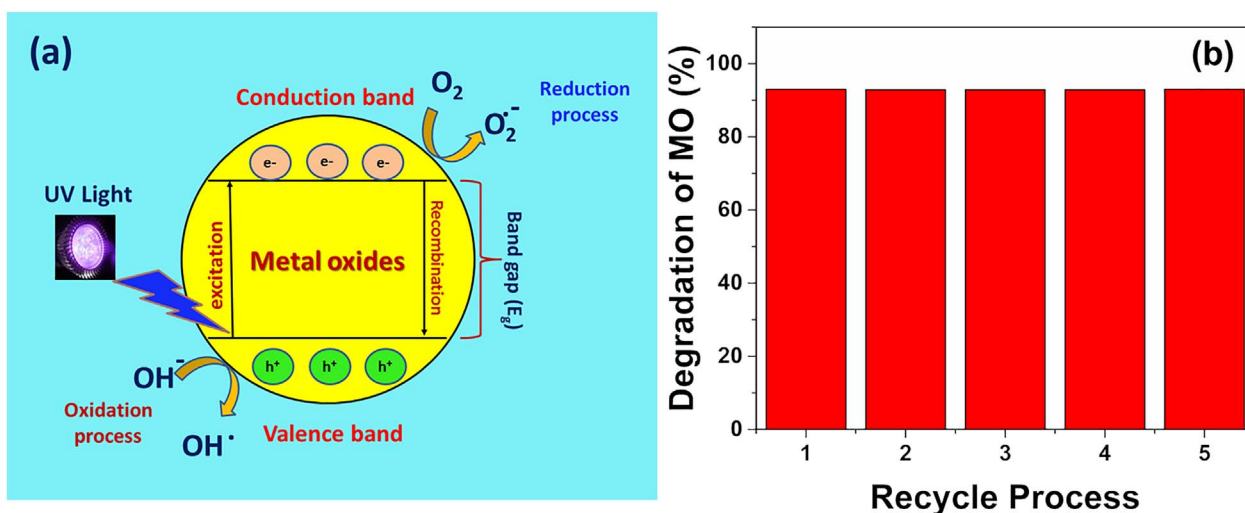 (a)
Conduction band
O₂
O₂•⁻
Reduction
process
e-
e-
e-
UV Light
excitation
Metal oxides
Recombination
Band gap (Eg)
h⁺
h⁺
h⁺
OH⁻
Oxidation
process
OH•
Valence band
(b)
Degradation of MO (%)
100
80
60
40
20
0
1 2 3 4 5
Recycle Process